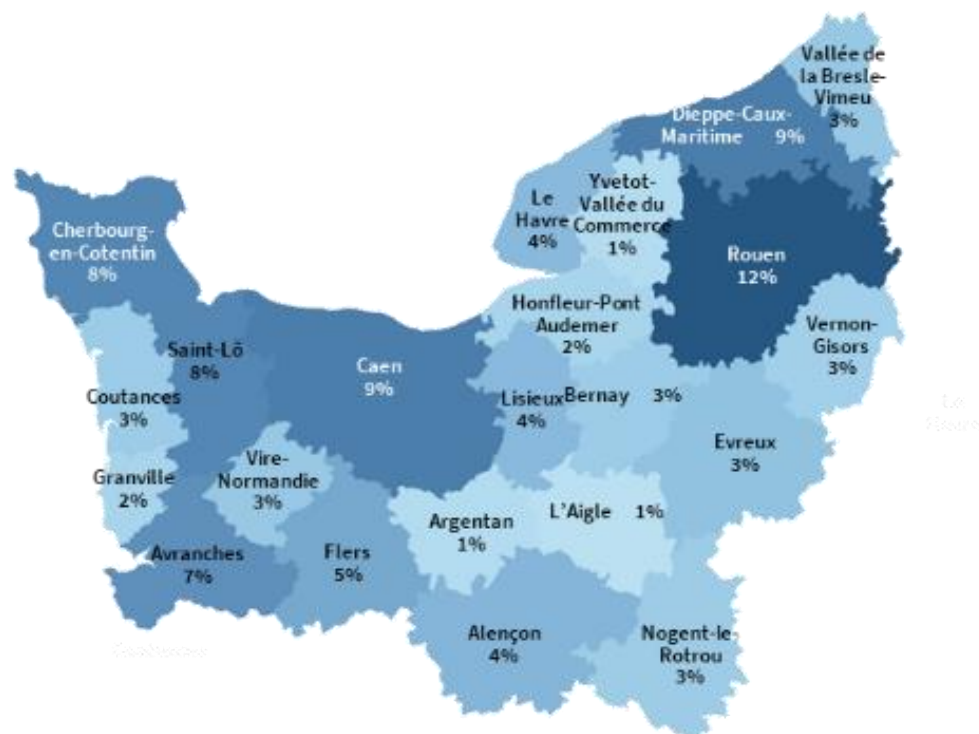 Vallée de
la Bresle-
Vimeu
3%
Dieppe-Caux-
Maritime 9%
Le
Havre
4%
Yvetot-
Vallée du
Commerce
1%
Rouen
12%
Cherbourg-
en-Cotentin
8%
Honfleur-Pont
Audemer
2%
Vernon-
Gisors
3%
Saint-Lô
8%
Caen
9%
Coutances
3%
Lisieux
4%
Bernay 3%
Evreux
3%
Granville
2%
Vire-
Normandie
3%
Argentan
1%
L'Aigle 1%
Avranches
7%
Flers
5%
Alençon
4%
Nogent-le-
Rotrou
3%
Le
Havre